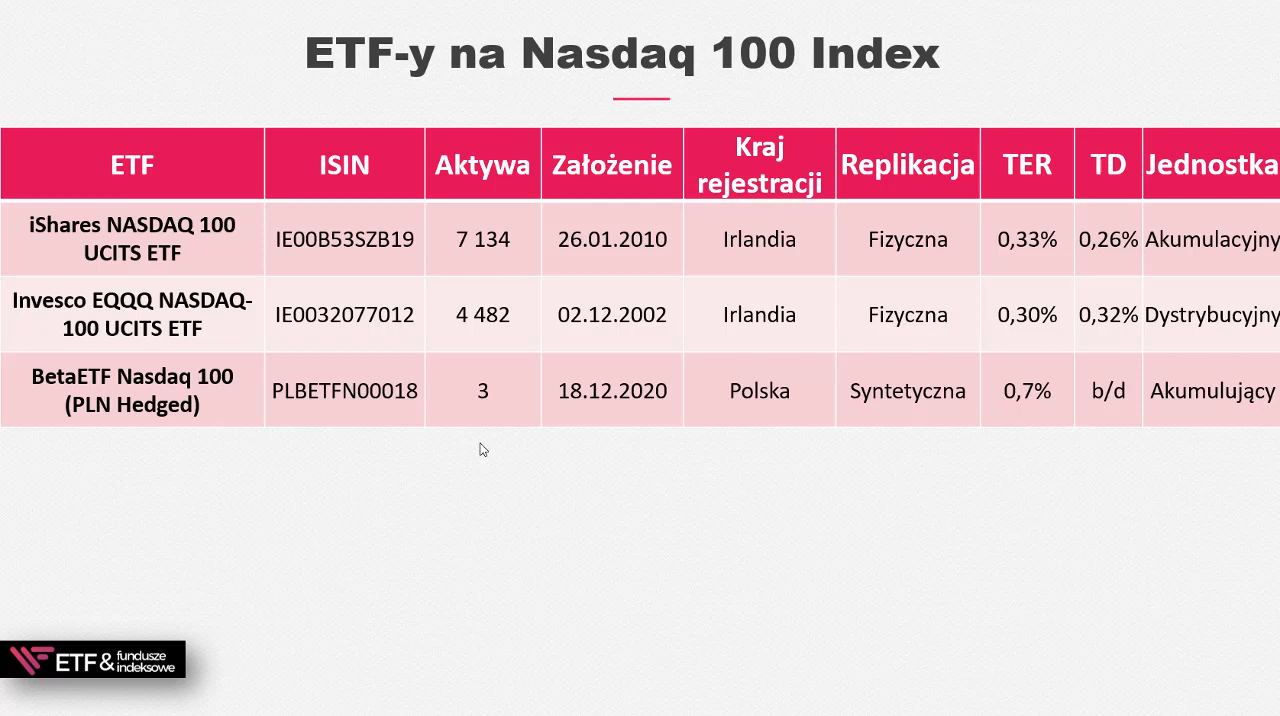 ETF-y na Nasdaq 100 Index
ETF ISIN Aktywa Założenie Kraj rejestracji Replikacja TER TD Jednostka
iShares NASDAQ 100 UCITS ETF IE00B53SZB19 7 134 26.01.2010 Irlandia Fizyczna 0,33% 0,26% Akumulacyjny
Invesco EQQQ NASDAQ-100 UCITS ETF IE0032077012 4 482 02.12.2002 Irlandia Fizyczna 0,30% 0,32% Dystrybucyjny
BetaETF Nasdaq 100 (PLN Hedged) PLBETFN00018 3 18.12.2020 Polska Syntetyczna 0,7% b/d Akumulujący
ETF & fundusze indeksowe